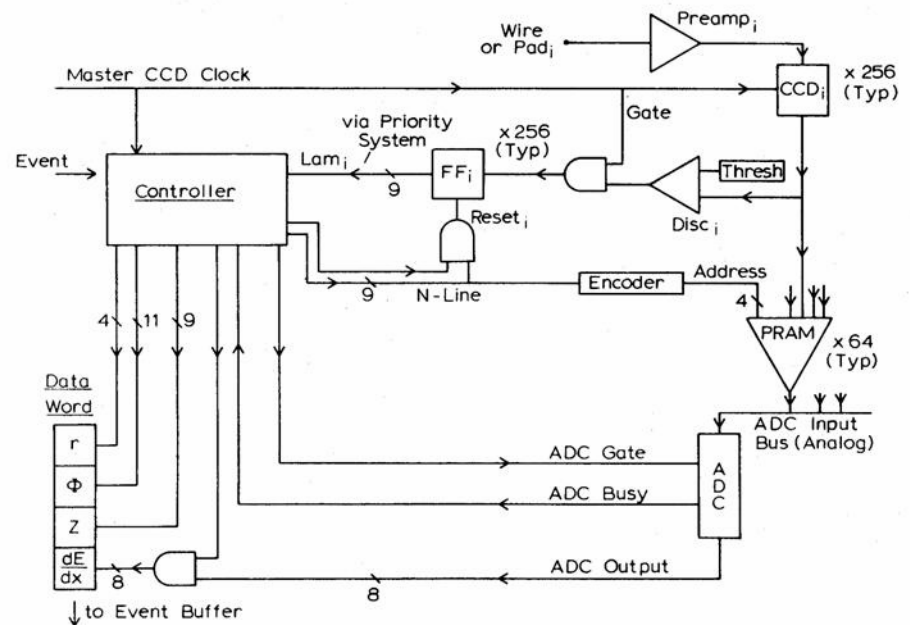 Preamp i
Wire
or Pad i
Master CCD Clock
CCD i
x 256
(Typ)
Gate
via Priority
System
x 256
(Typ)
Event
Lam i
9
FF i
Thresh
Controller
Reset i
Disc i
9
N-Line
Encoder
Address
4
4
11
9
PRAM
x 64
(Typ)
Data
Word
ADC Input
Bus (Analog)
r
ADC Gate
A
D
C
Φ
ADC Busy
Z
dE
dx
8
ADC Output
8
to Event Buffer